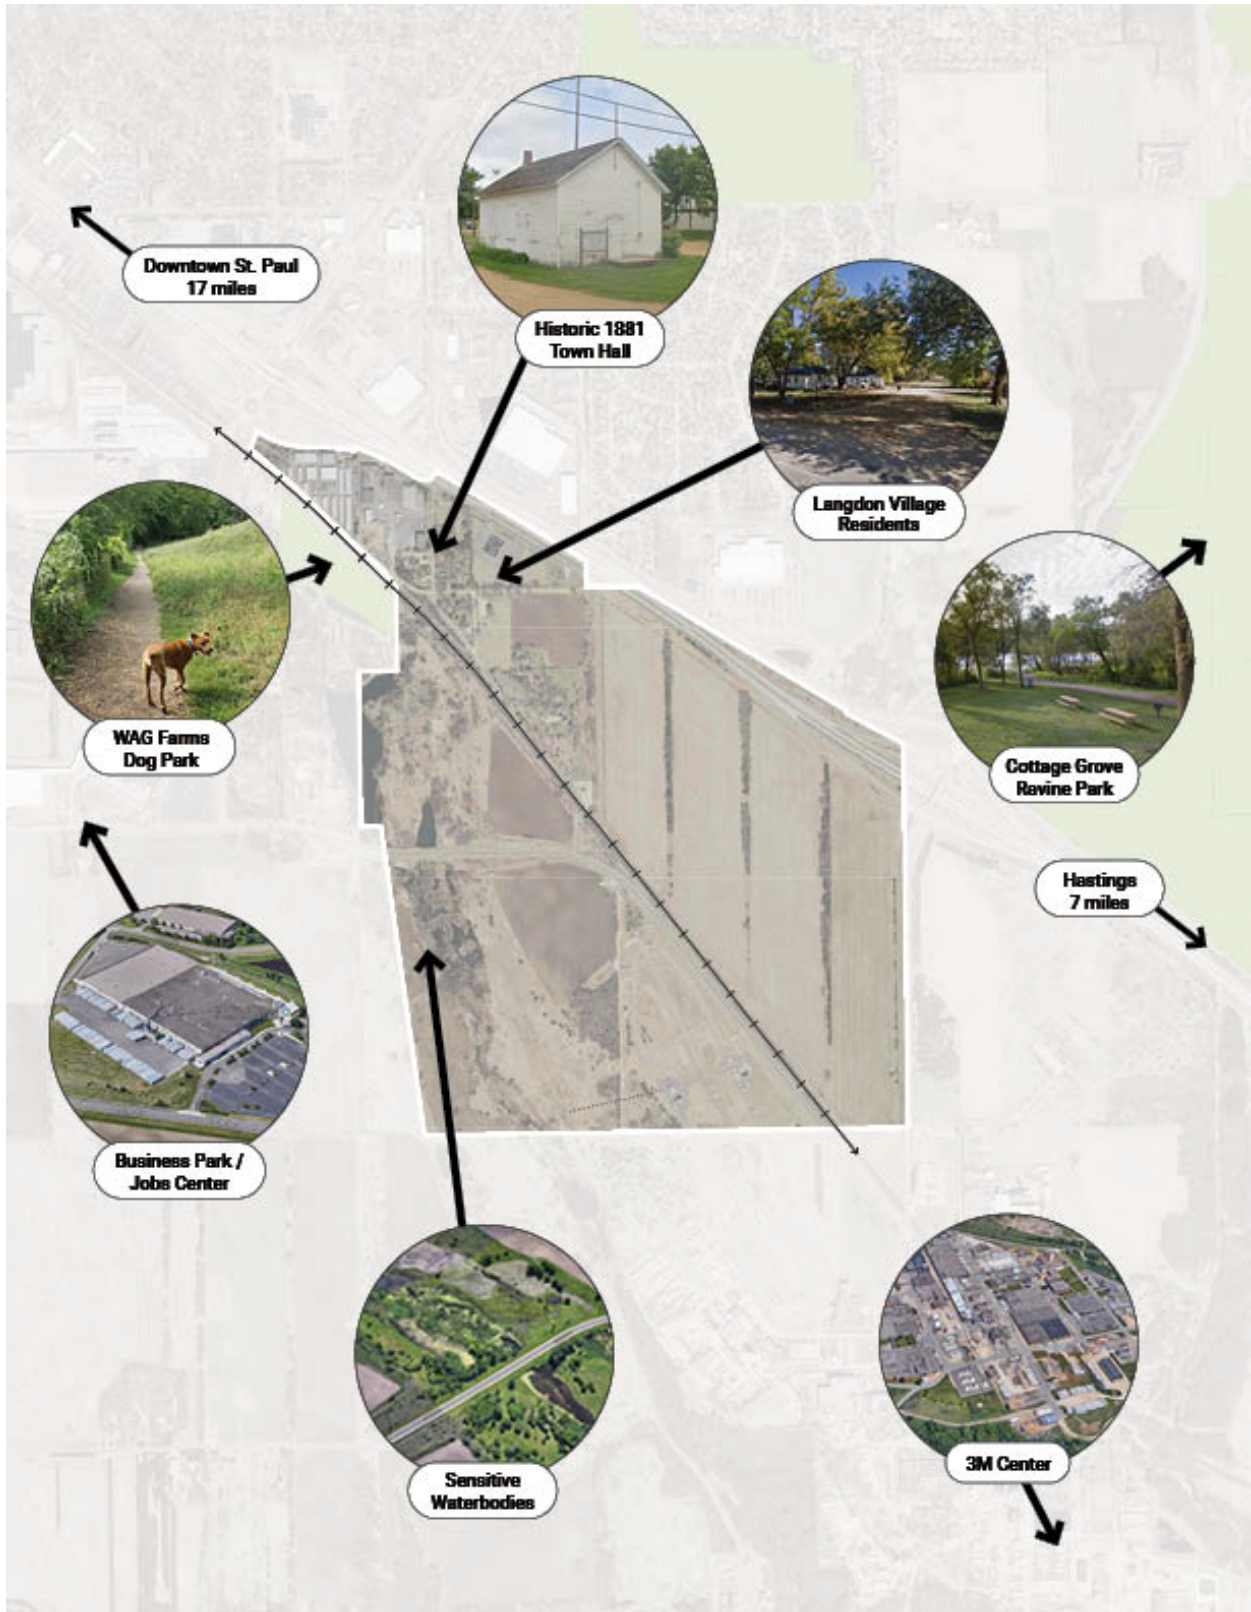 Downtown St. Paul
17 miles
Historic 1881
Town Hall
Langdon Village
Residents
WAG Farms
Dog Park
Cottage Grove
Ravine Park
Hastings
7 miles
Business Park /
Jobs Center
Sensitive
Waterbodies
3M Center